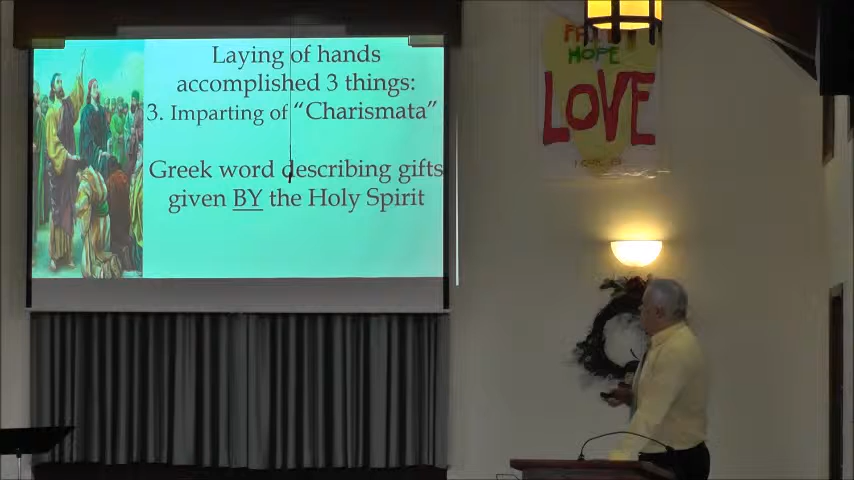 Laying of hands
accomplished 3 things:
3. Imparting of “Charismata”
Greek word describing gifts
given BY the Holy Spirit
HOPE
LOVE